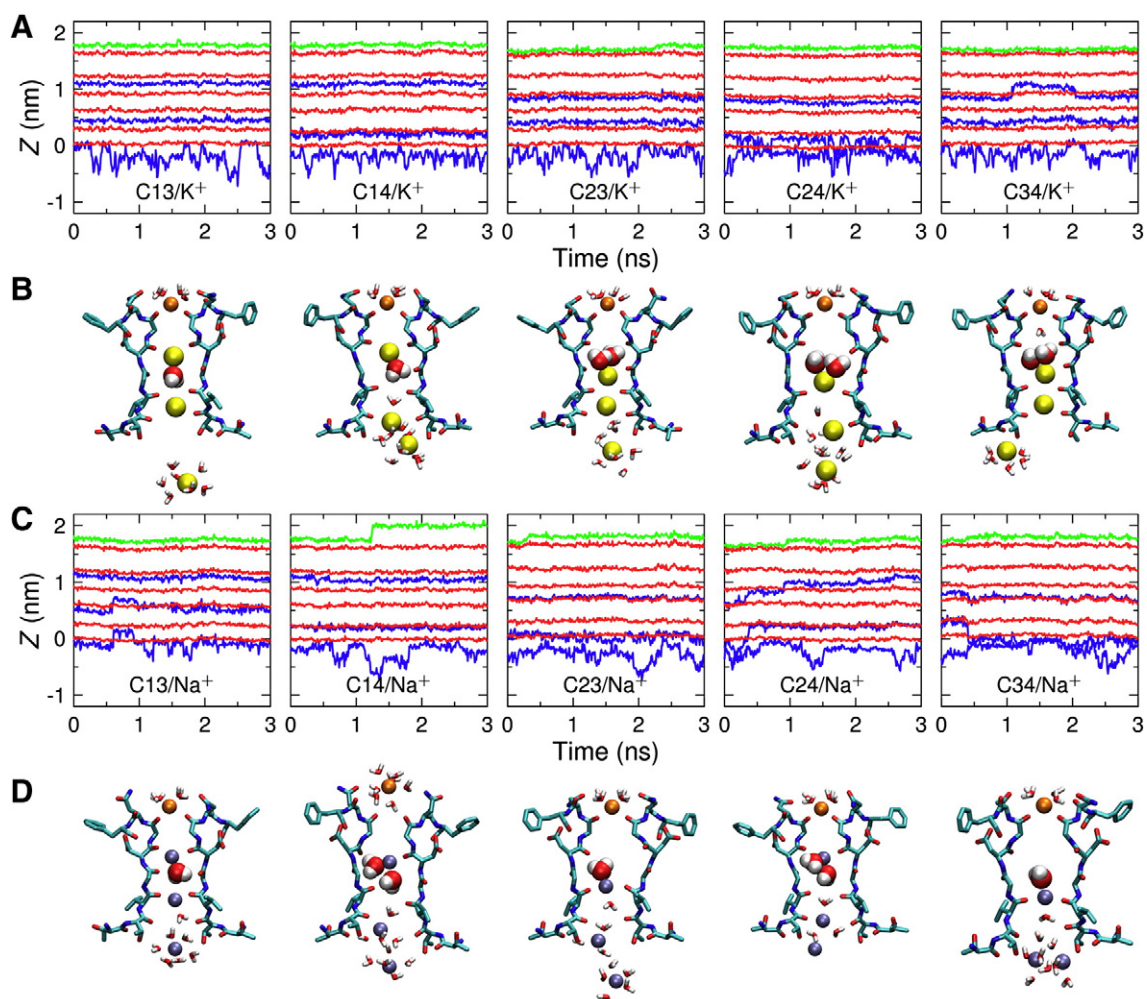 A
Z (nm)
2
1
0
-1
C13/K⁺
C14/K⁺
C23/K⁺
C24/K⁺
C34/K⁺
0 1 2 3
0 1 2 3
0 1 2 3
0 1 2 3
0 1 2 3
Time (ns)
B
C
Z (nm)
2
1
0
-1
C13/Na⁺
C14/Na⁺
C23/Na⁺
C24/Na⁺
C34/Na⁺
0 1 2 3
0 1 2 3
0 1 2 3
0 1 2 3
0 1 2 3
Time (ns)
D